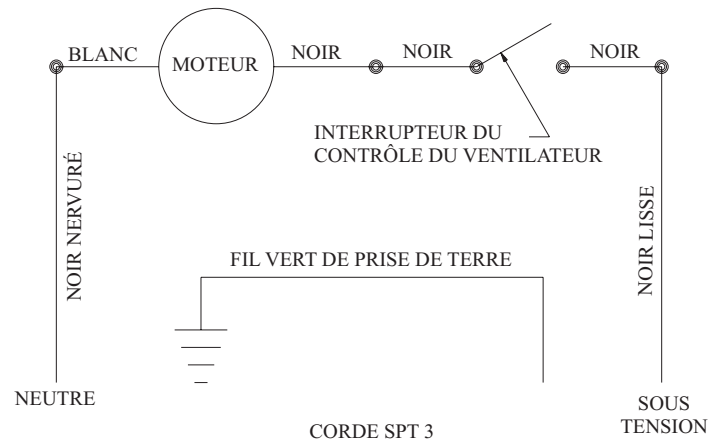 BLANC
MOTEUR
NOIR
NOIR
NOIR
INTERRUPTEUR DU
CONTRÔLE DU VENTILATEUR
NOIR NERVURÉ
NOIR LISSE
FIL VERT DE PRISE DE TERRE
NEUTRE
SOUS
TENSION
CORDE SPT 3